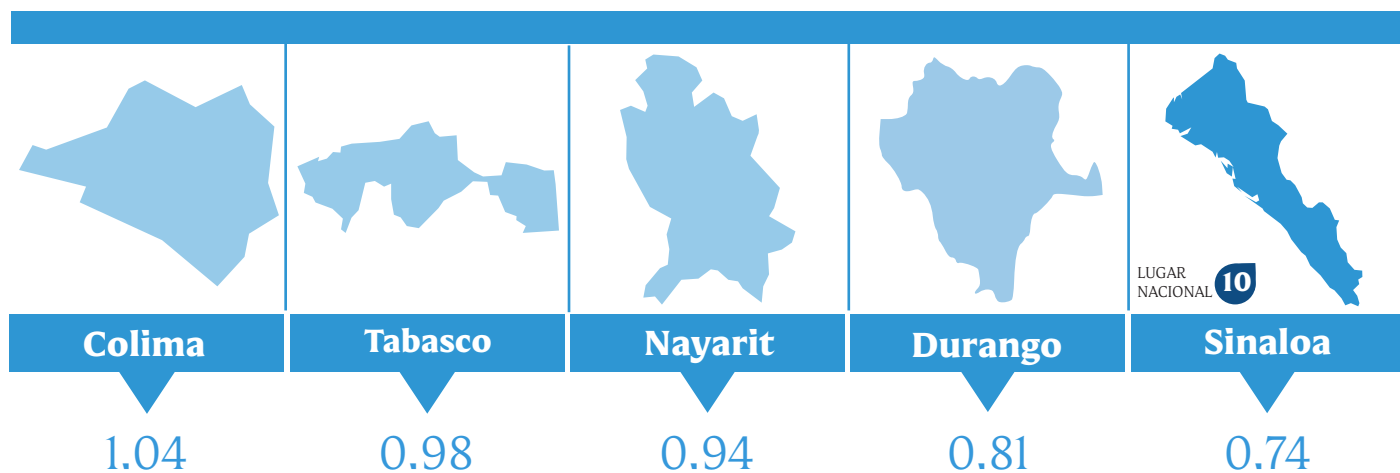 LUGAR
NACIONAL 10
Colima
Tabasco
Nayarit
Durango
Sinaloa
1.04
0.98
0.94
0.81
0.74